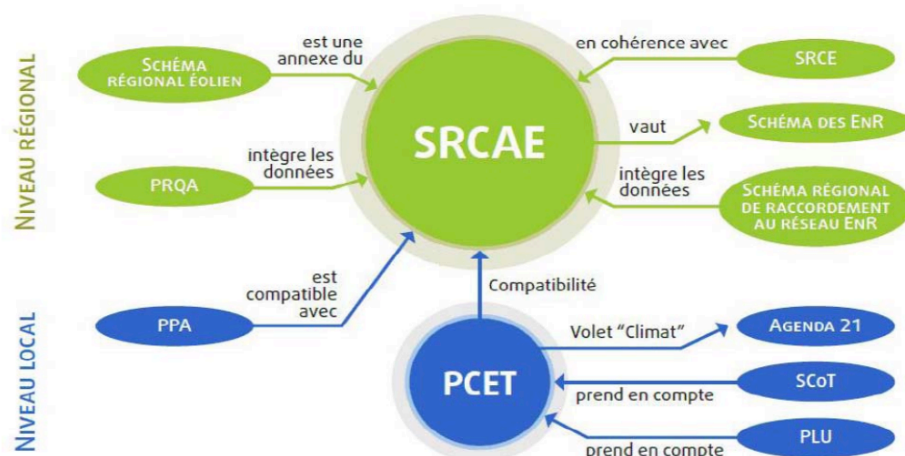 NIVEAU RÉGIONAL
est une
annexe du
SCHÉMA
RÉGIONAL ÉOLIEN
en cohérence avec
SRCE
SRCAE
vaut
SCHÉMA DES ENR
intègre les
données
PRQA
intègre les
données
SCHÉMA RÉGIONAL
DE RACCORDEMENT
AU RÉSEAU ENR
NIVEAU LOCAL
est
compatible
avec
PPA
Compatibilité
PCET
Volet "Climat"
AGENDA 21
prend en compte
SCoT
prend en compte
PLU